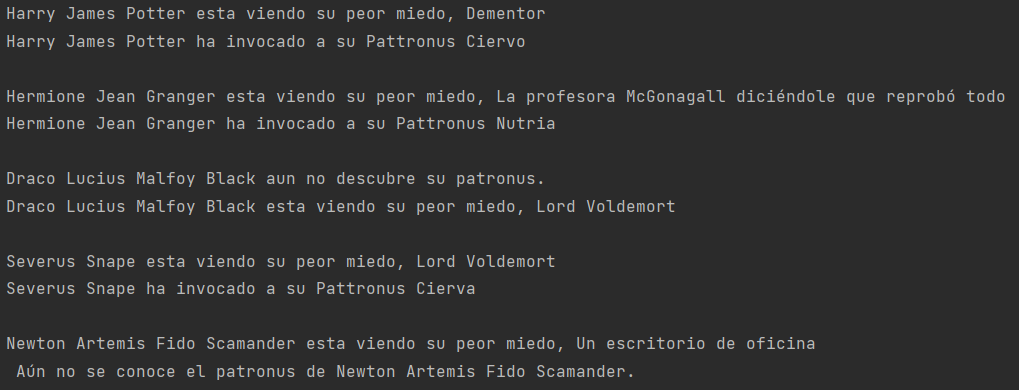 Harry James Potter esta viendo su peor miedo, Dementor
Harry James Potter ha invocado a su Pattronus Ciervo
Hermione Jean Granger esta viendo su peor miedo, La profesora McGonagall diciéndole que reprobó todo
Hermione Jean Granger ha invocado a su Pattronus Nutria
Draco Lucius Malfoy Black aun no descubre su patronus.
Draco Lucius Malfoy Black esta viendo su peor miedo, Lord Voldemort
Severus Snape esta viendo su peor miedo, Lord Voldemort
Severus Snape ha invocado a su Pattronus Cierva
Newton Artemis Fido Scamander esta viendo su peor miedo, Un escritorio de oficina
Aún no se conoce el patronus de Newton Artemis Fido Scamander.